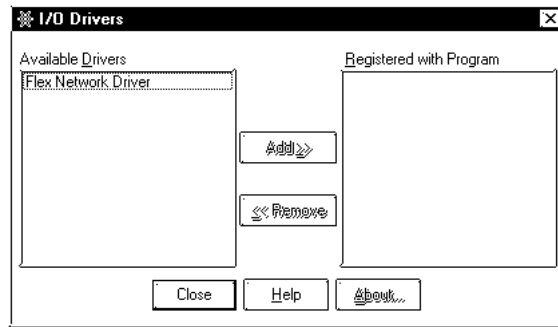 I/O Drivers
Available Drivers
Registered with Program
Flex Network Driver
Add>>
<< Remove
Close
Help
About...